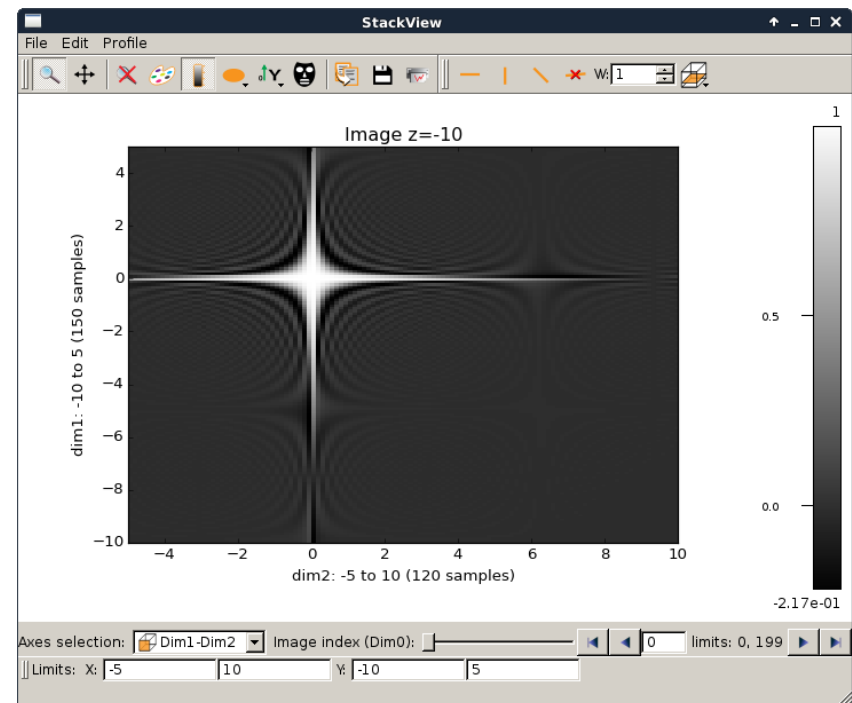 StackView
File Edit Profile
W: 1
Image z=-10
1
0.5
0.0
-2.17e-01
4
2
0
−2
−4
−6
−8
−10
dim1: -10 to 5 (150 samples)
−4 −2 0 2 4 6 8 10
dim2: -5 to 10 (120 samples)
Axes selection: Dim1-Dim2 Image index (Dim0): 0 limits: 0, 199
Limits: X: -5 10 Y: -10 5